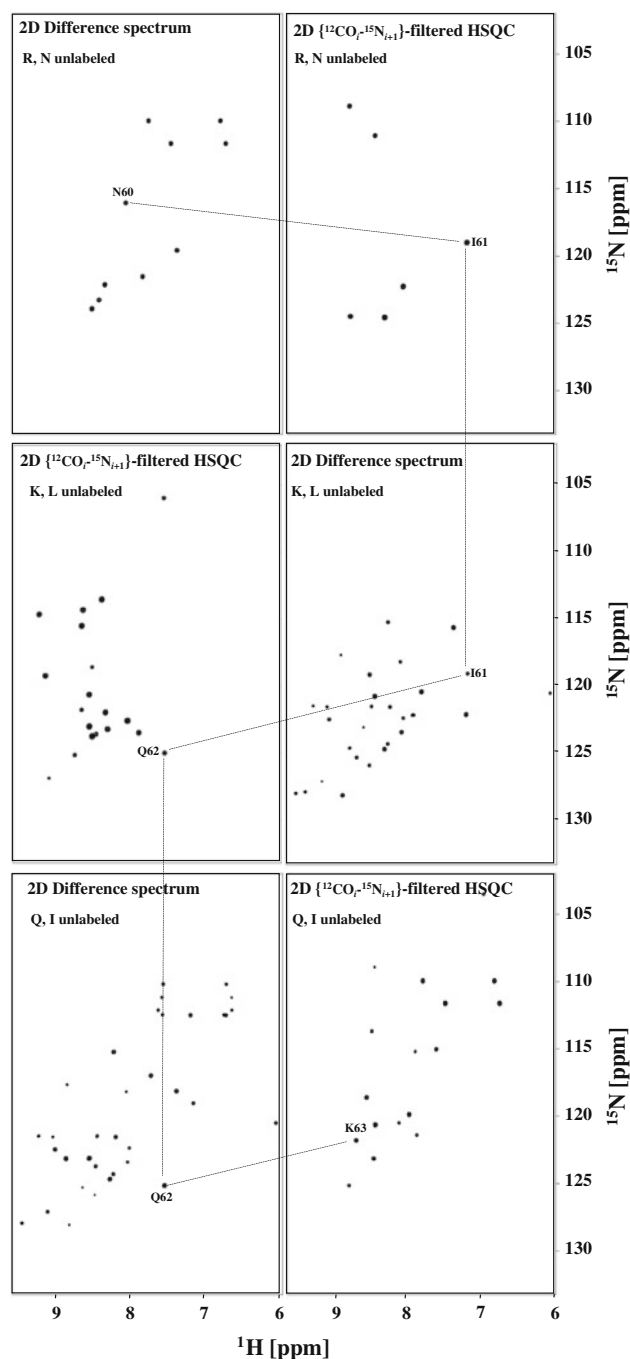 2D Difference spectrum
R, N unlabeled
N60
2D {¹²COᵢ-¹⁵Nᵢ₊₁}-filtered HSQC
R, N unlabeled
I61
110
115
120
125
130
¹⁵N [ppm]
2D {¹²COᵢ-¹⁵Nᵢ₊₁}-filtered HSQC
K, L unlabeled
Q62
2D Difference spectrum
K, L unlabeled
I61
105
110
115
120
125
130
¹⁵N [ppm]
2D Difference spectrum
Q, I unlabeled
Q62
2D {¹²COᵢ-¹⁵Nᵢ₊₁}-filtered HSQC
Q, I unlabeled
K63
105
110
115
120
125
130
¹⁵N [ppm]
9 8 7 6 9 8 7 6
¹H [ppm]